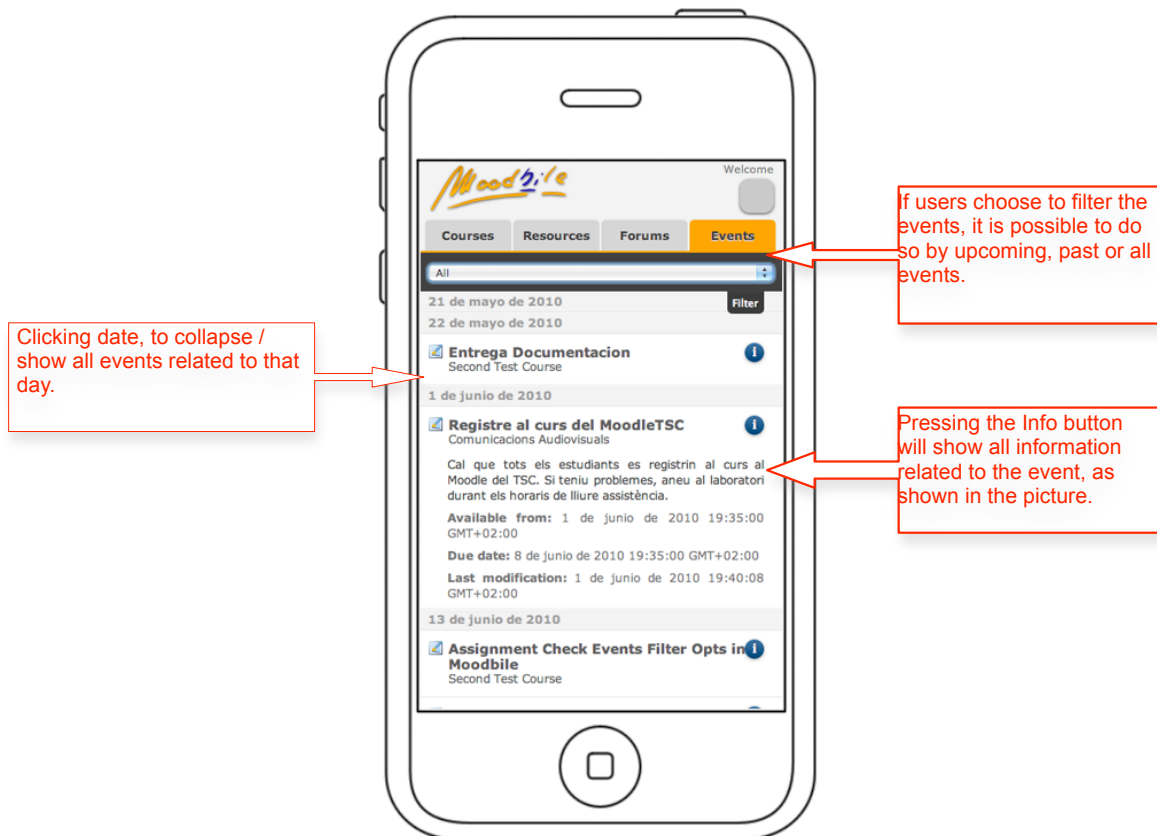 Moodbile
Welcome
Courses
Resources
Forums
Events
All
Filter
21 de mayo de 2010
22 de mayo de 2010
Entrega Documentacion
Second Test Course
1 de junio de 2010
Registre al curs del MoodleTSC
Comunicacions Audiovisuals
Cal que tots els estudiants es registrin al curs al
Moodle del TSC. Si teniu problemes, aneu al laboratori
durant els horaris de lliure assistència.
Available from: 1 de junio de 2010 19:35:00
GMT+02:00
Due date: 8 de junio de 2010 19:35:00 GMT+02:00
Last modification: 1 de junio de 2010 19:40:08
GMT+02:00
13 de junio de 2010
Assignment Check Events Filter Opts in
Moodbile
Second Test Course
Clicking date, to collapse /
show all events related to that
day.
If users choose to filter the
events, it is possible to do
so by upcoming, past or all
events.
Pressing the Info button
will show all information
related to the event, as
shown in the picture.